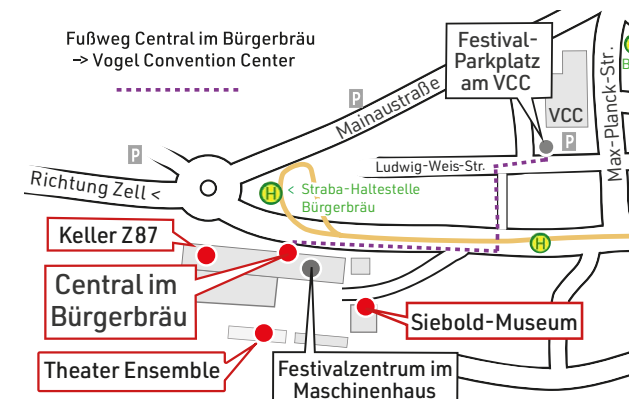 Fußweg Central im Bürgerbräu
–> Vogel Convention Center
Festival-
Parkplatz
am VCC
VCC
P
P
P
Mainaustraße
Max-Planck-Str.
B
Ludwig-Weis-Str.
Richtung Zell <
H
< Straba-Haltestelle
Bürgerbräu
H
Keller Z87
Central im
Bürgerbräu
Siebold-Museum
Theater Ensemble
Festivalzentrum im
Maschinenhaus